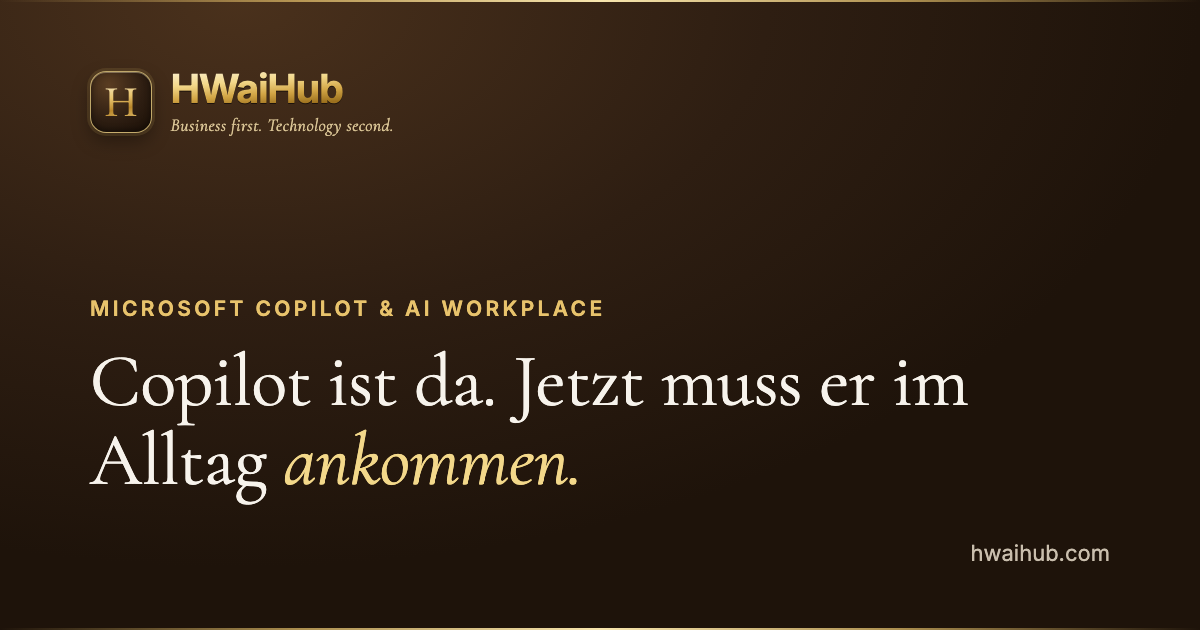 H
HWaiHub
Business first. Technology second.
MICROSOFT COPILOT & AI WORKPLACE
Copilot ist da. Jetzt muss er im
Alltag ankommen.
hwaihub.com